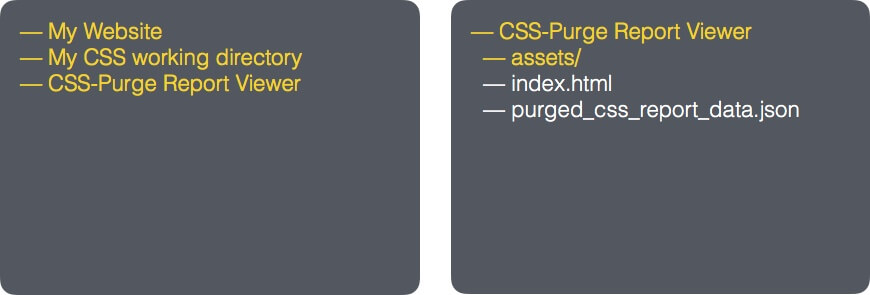 — My Website
— My CSS working directory
— CSS-Purge Report Viewer
— CSS-Purge Report Viewer
— assets/
— index.html
— purged_css_report_data.json